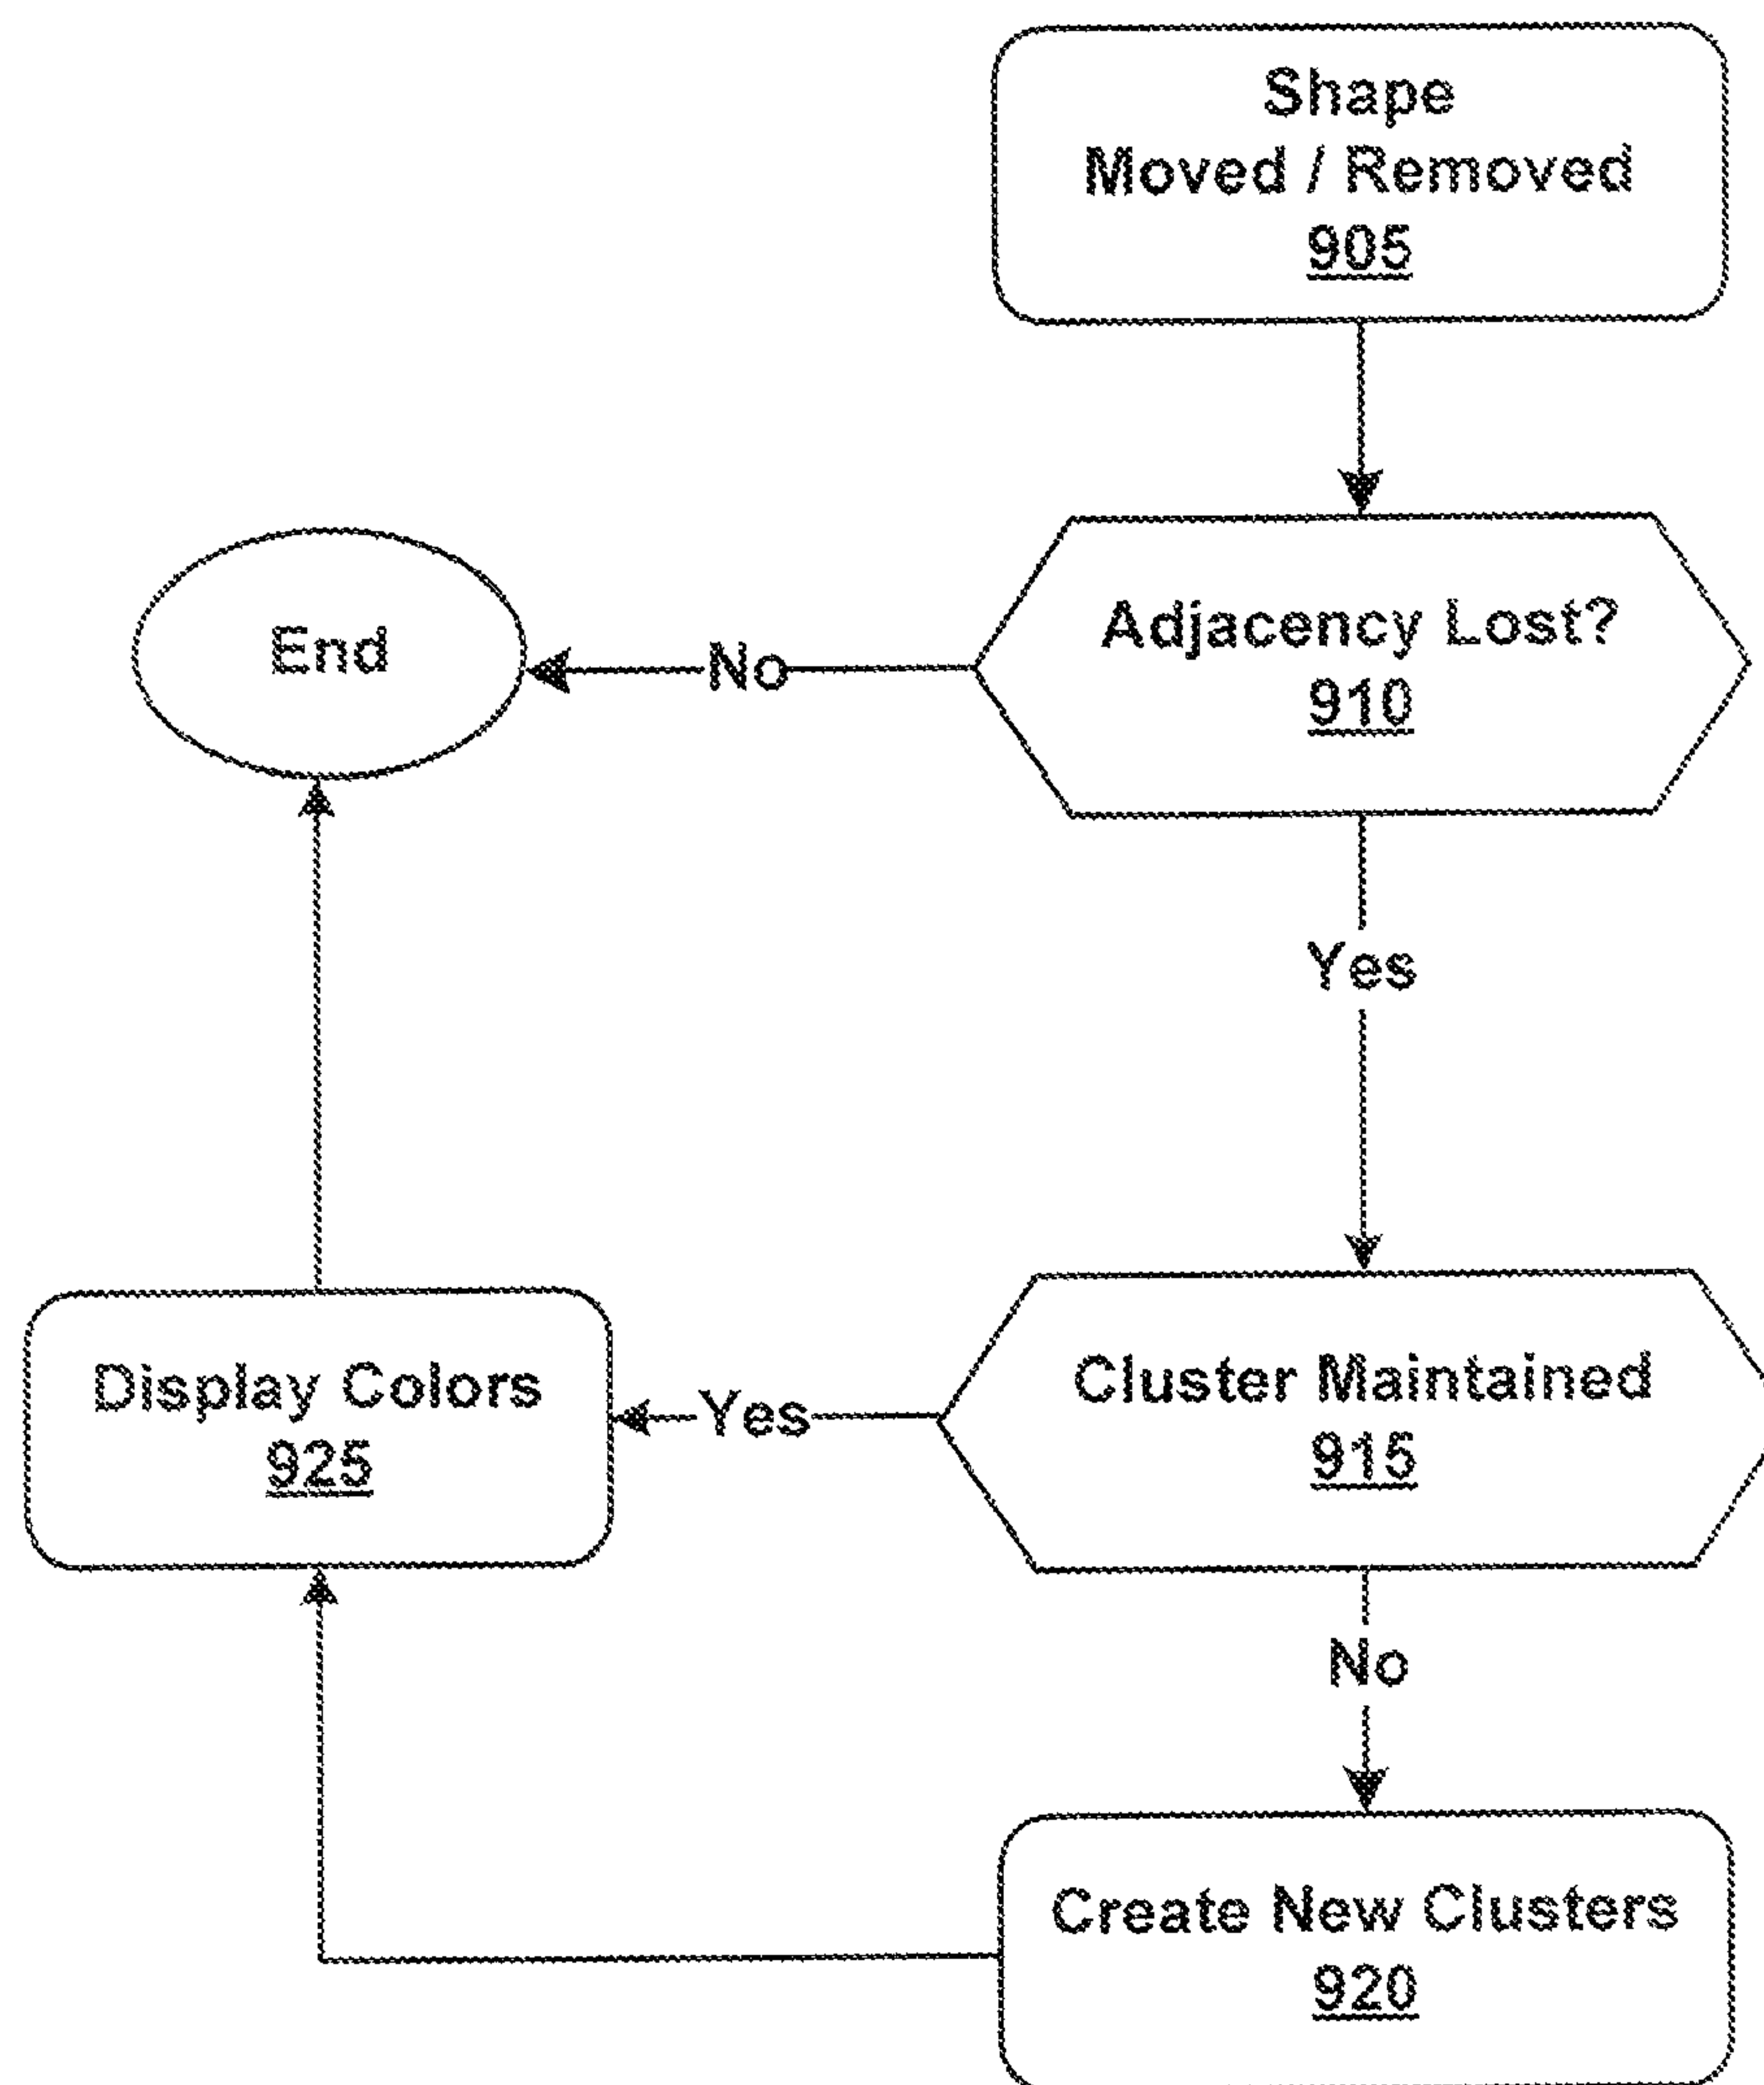 Shape
Moved / Removed
905
Adjacency Lost?
910
End
No
Yes
Cluster Maintained
915
Display Colors
925
Yes
No
Create New Clusters
920